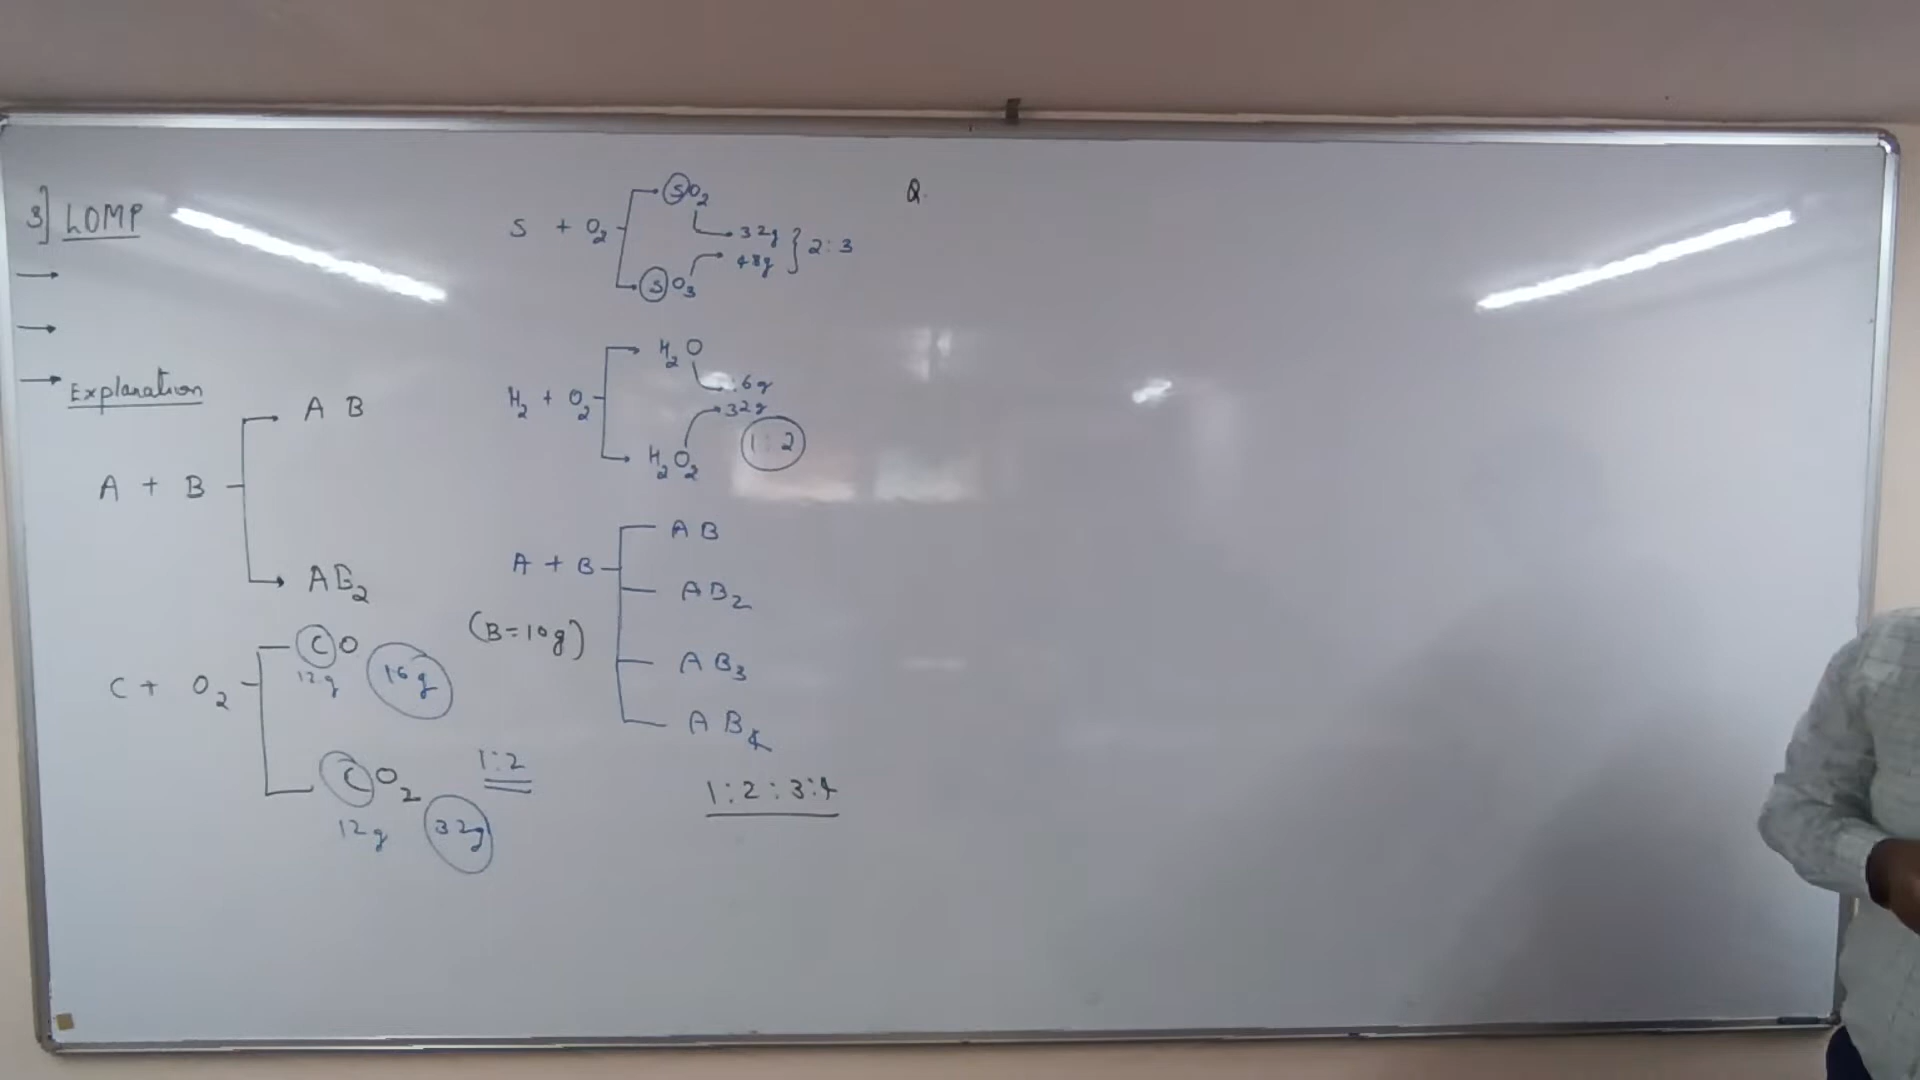 3] LOMP
→
→
→ Explanation
A + B
A B
AB₂
C + O₂
CO
12g 16g
CO₂
12g 32g
1:2
S + O₂
SO₂
32g
48g } 2:3
SO₃
H₂ + O₂
H₂O
16g
32g
1:2
H₂O₂
A + B
(B=10g)
AB
AB₂
AB₃
AB₄
1:2:3:4
Q.